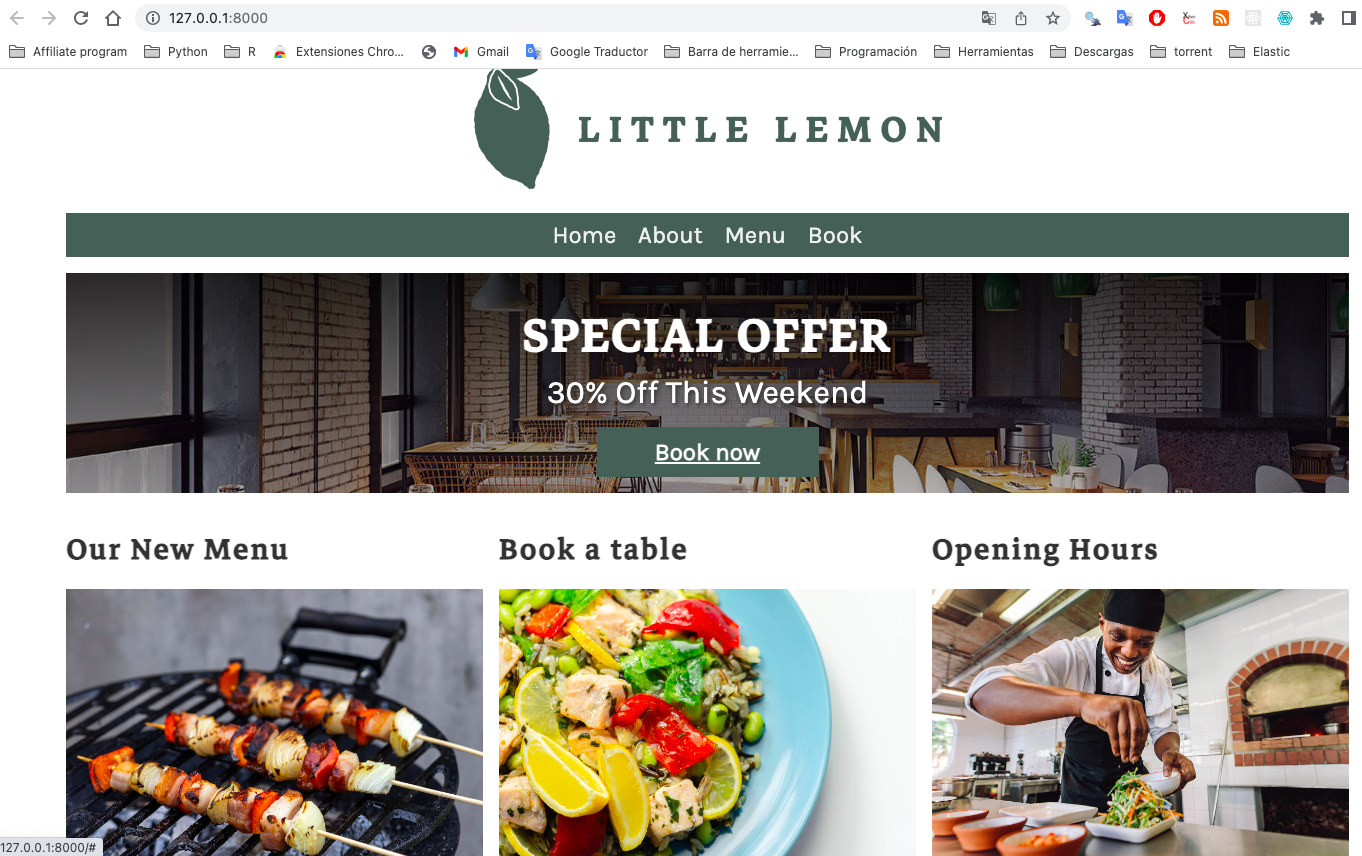 127.0.0.1:8000
Affiliate program Python R Extensiones Chro... Gmail Google Traductor Barra de herramie... Programación Herramientas Descargas torrent Elastic
LITTLE LEMON
Home About Menu Book
SPECIAL OFFER
30% Off This Weekend
Book now
Our New Menu Book a table Opening Hours
127.0.0.1:8000/#